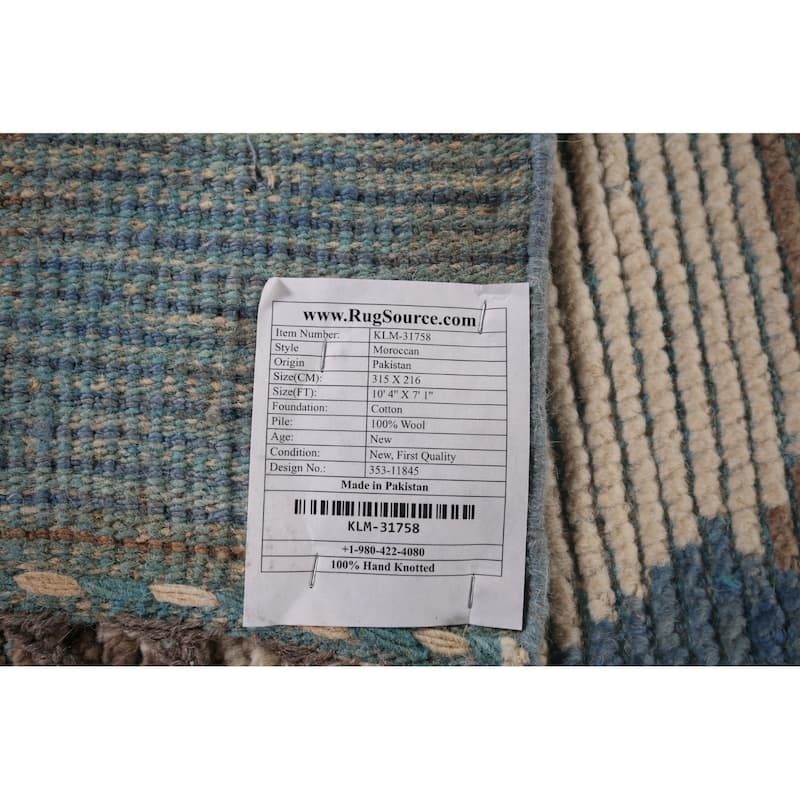 www.RugSource.com
Item Number: KLM-31758
Style Moroccan
Origin Pakistan
Size(CM): 315 X 216
Size(FT): 10' 4" X 7' 1"
Foundation: Cotton
Pile: 100% Wool
Age: New
Condition: New, First Quality
Design No.: 353-11845
Made in Pakistan
KLM-31758
+1-980-422-4080
100% Hand Knotted